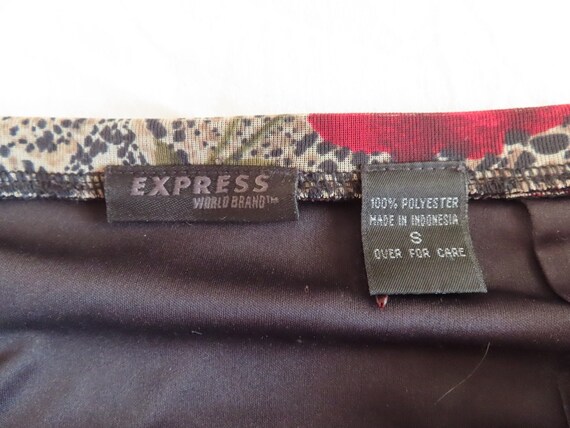 EXPRESS
WORLD BRAND™
100% POLYESTER
MADE IN INDONESIA
S
OVER FOR CARE